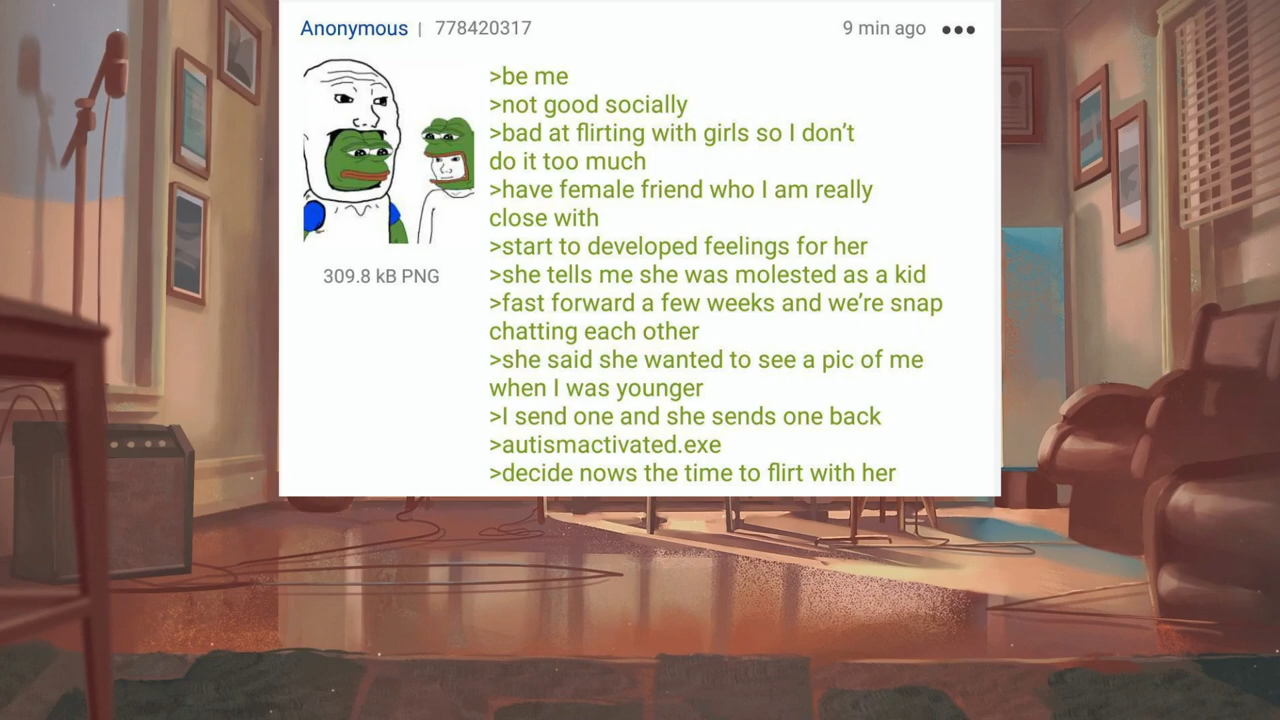 Anonymous | 778420317
9 min ago
>be me
>not good socially
>bad at flirting with girls so I don’t
do it too much
>have female friend who I am really
close with
>start to developed feelings for her
>she tells me she was molested as a kid
>fast forward a few weeks and we’re snap
chatting each other
>she said she wanted to see a pic of me
when I was younger
>I send one and she sends one back
>autismactivated.exe
>decide nows the time to flirt with her
309.8 kB PNG